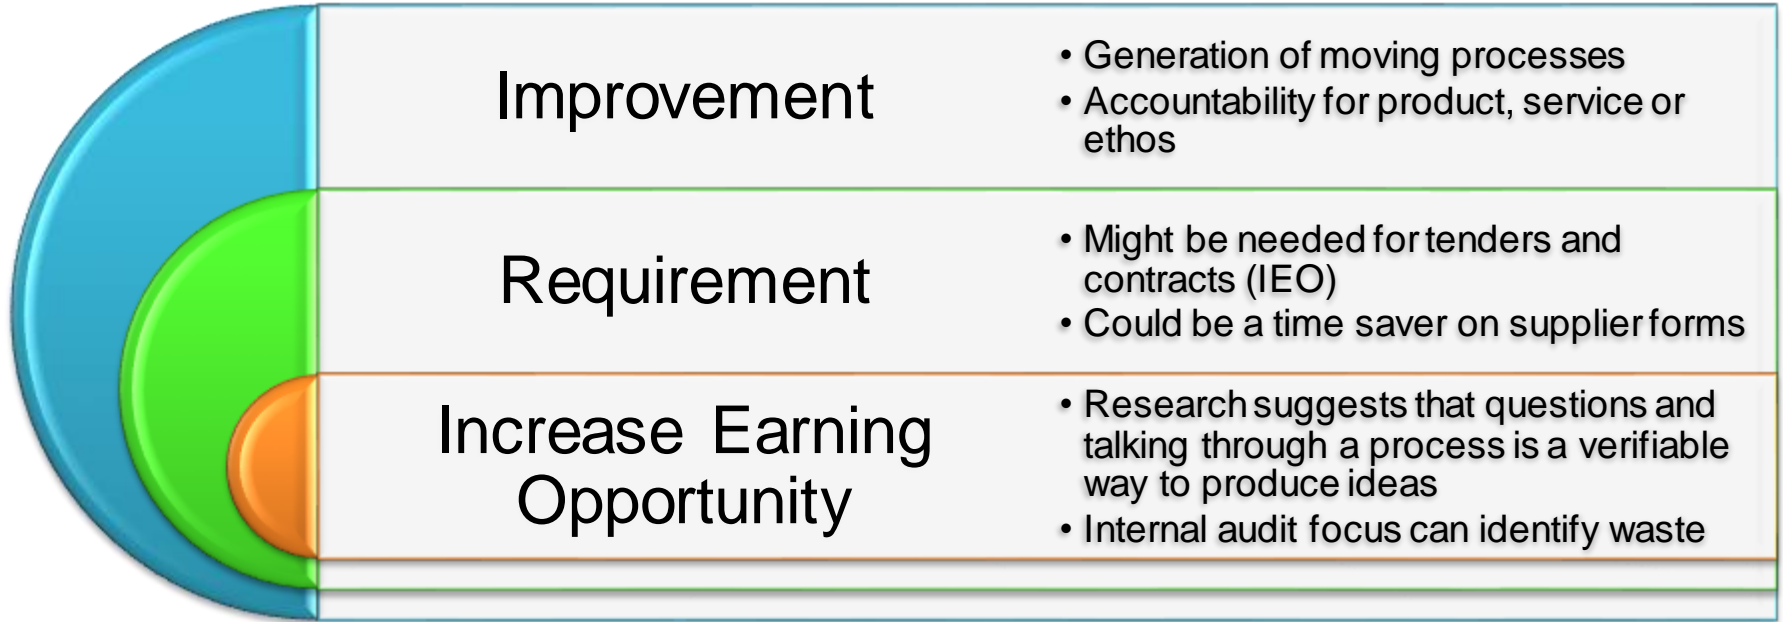 Improvement
• Generation of moving processes
• Accountability for product, service or
ethos
Requirement
• Might be needed for tenders and
contracts (IEO)
• Could be a time saver on supplier forms
Increase Earning
Opportunity
• Research suggests that questions and
talking through a process is a verifiable
way to produce ideas
• Internal audit focus can identify waste